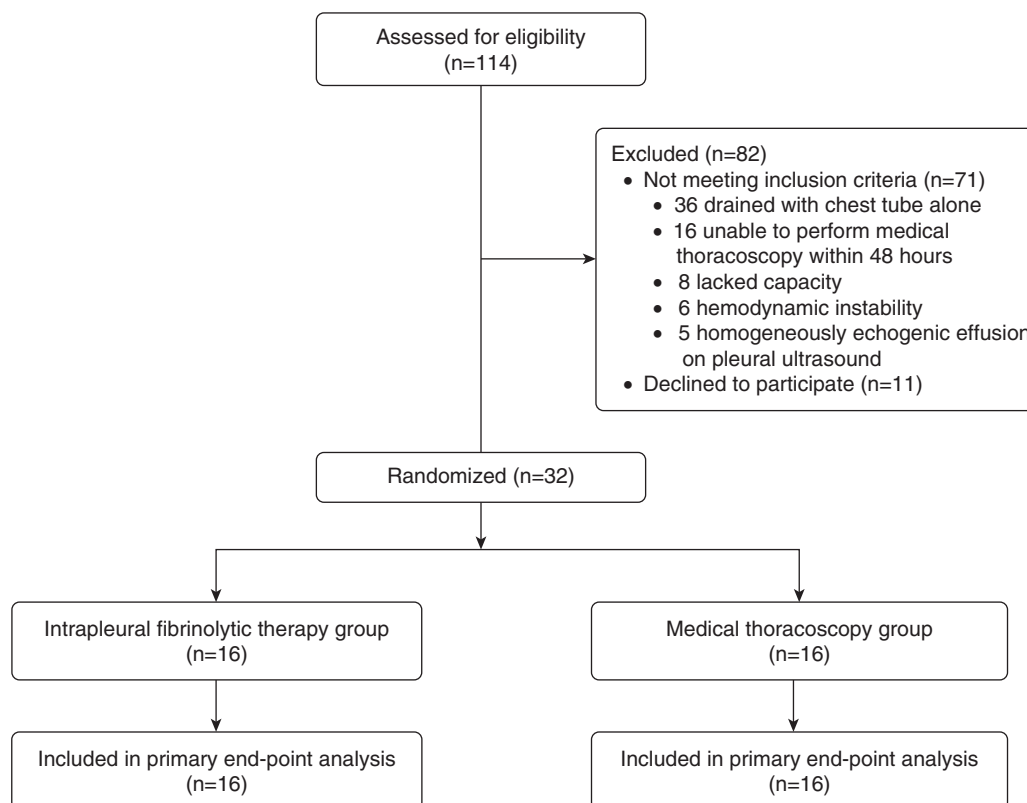 Assessed for eligibility
(n=114)
Excluded (n=82)
• Not meeting inclusion criteria (n=71)
• 36 drained with chest tube alone
• 16 unable to perform medical
thoracoscopy within 48 hours
• 8 lacked capacity
• 6 hemodynamic instability
• 5 homogeneously echogenic effusion
on pleural ultrasound
• Declined to participate (n=11)
Randomized (n=32)
Intrapleural fibrinolytic therapy group
(n=16)
Medical thoracoscopy group
(n=16)
Included in primary end-point analysis
(n=16)
Included in primary end-point analysis
(n=16)